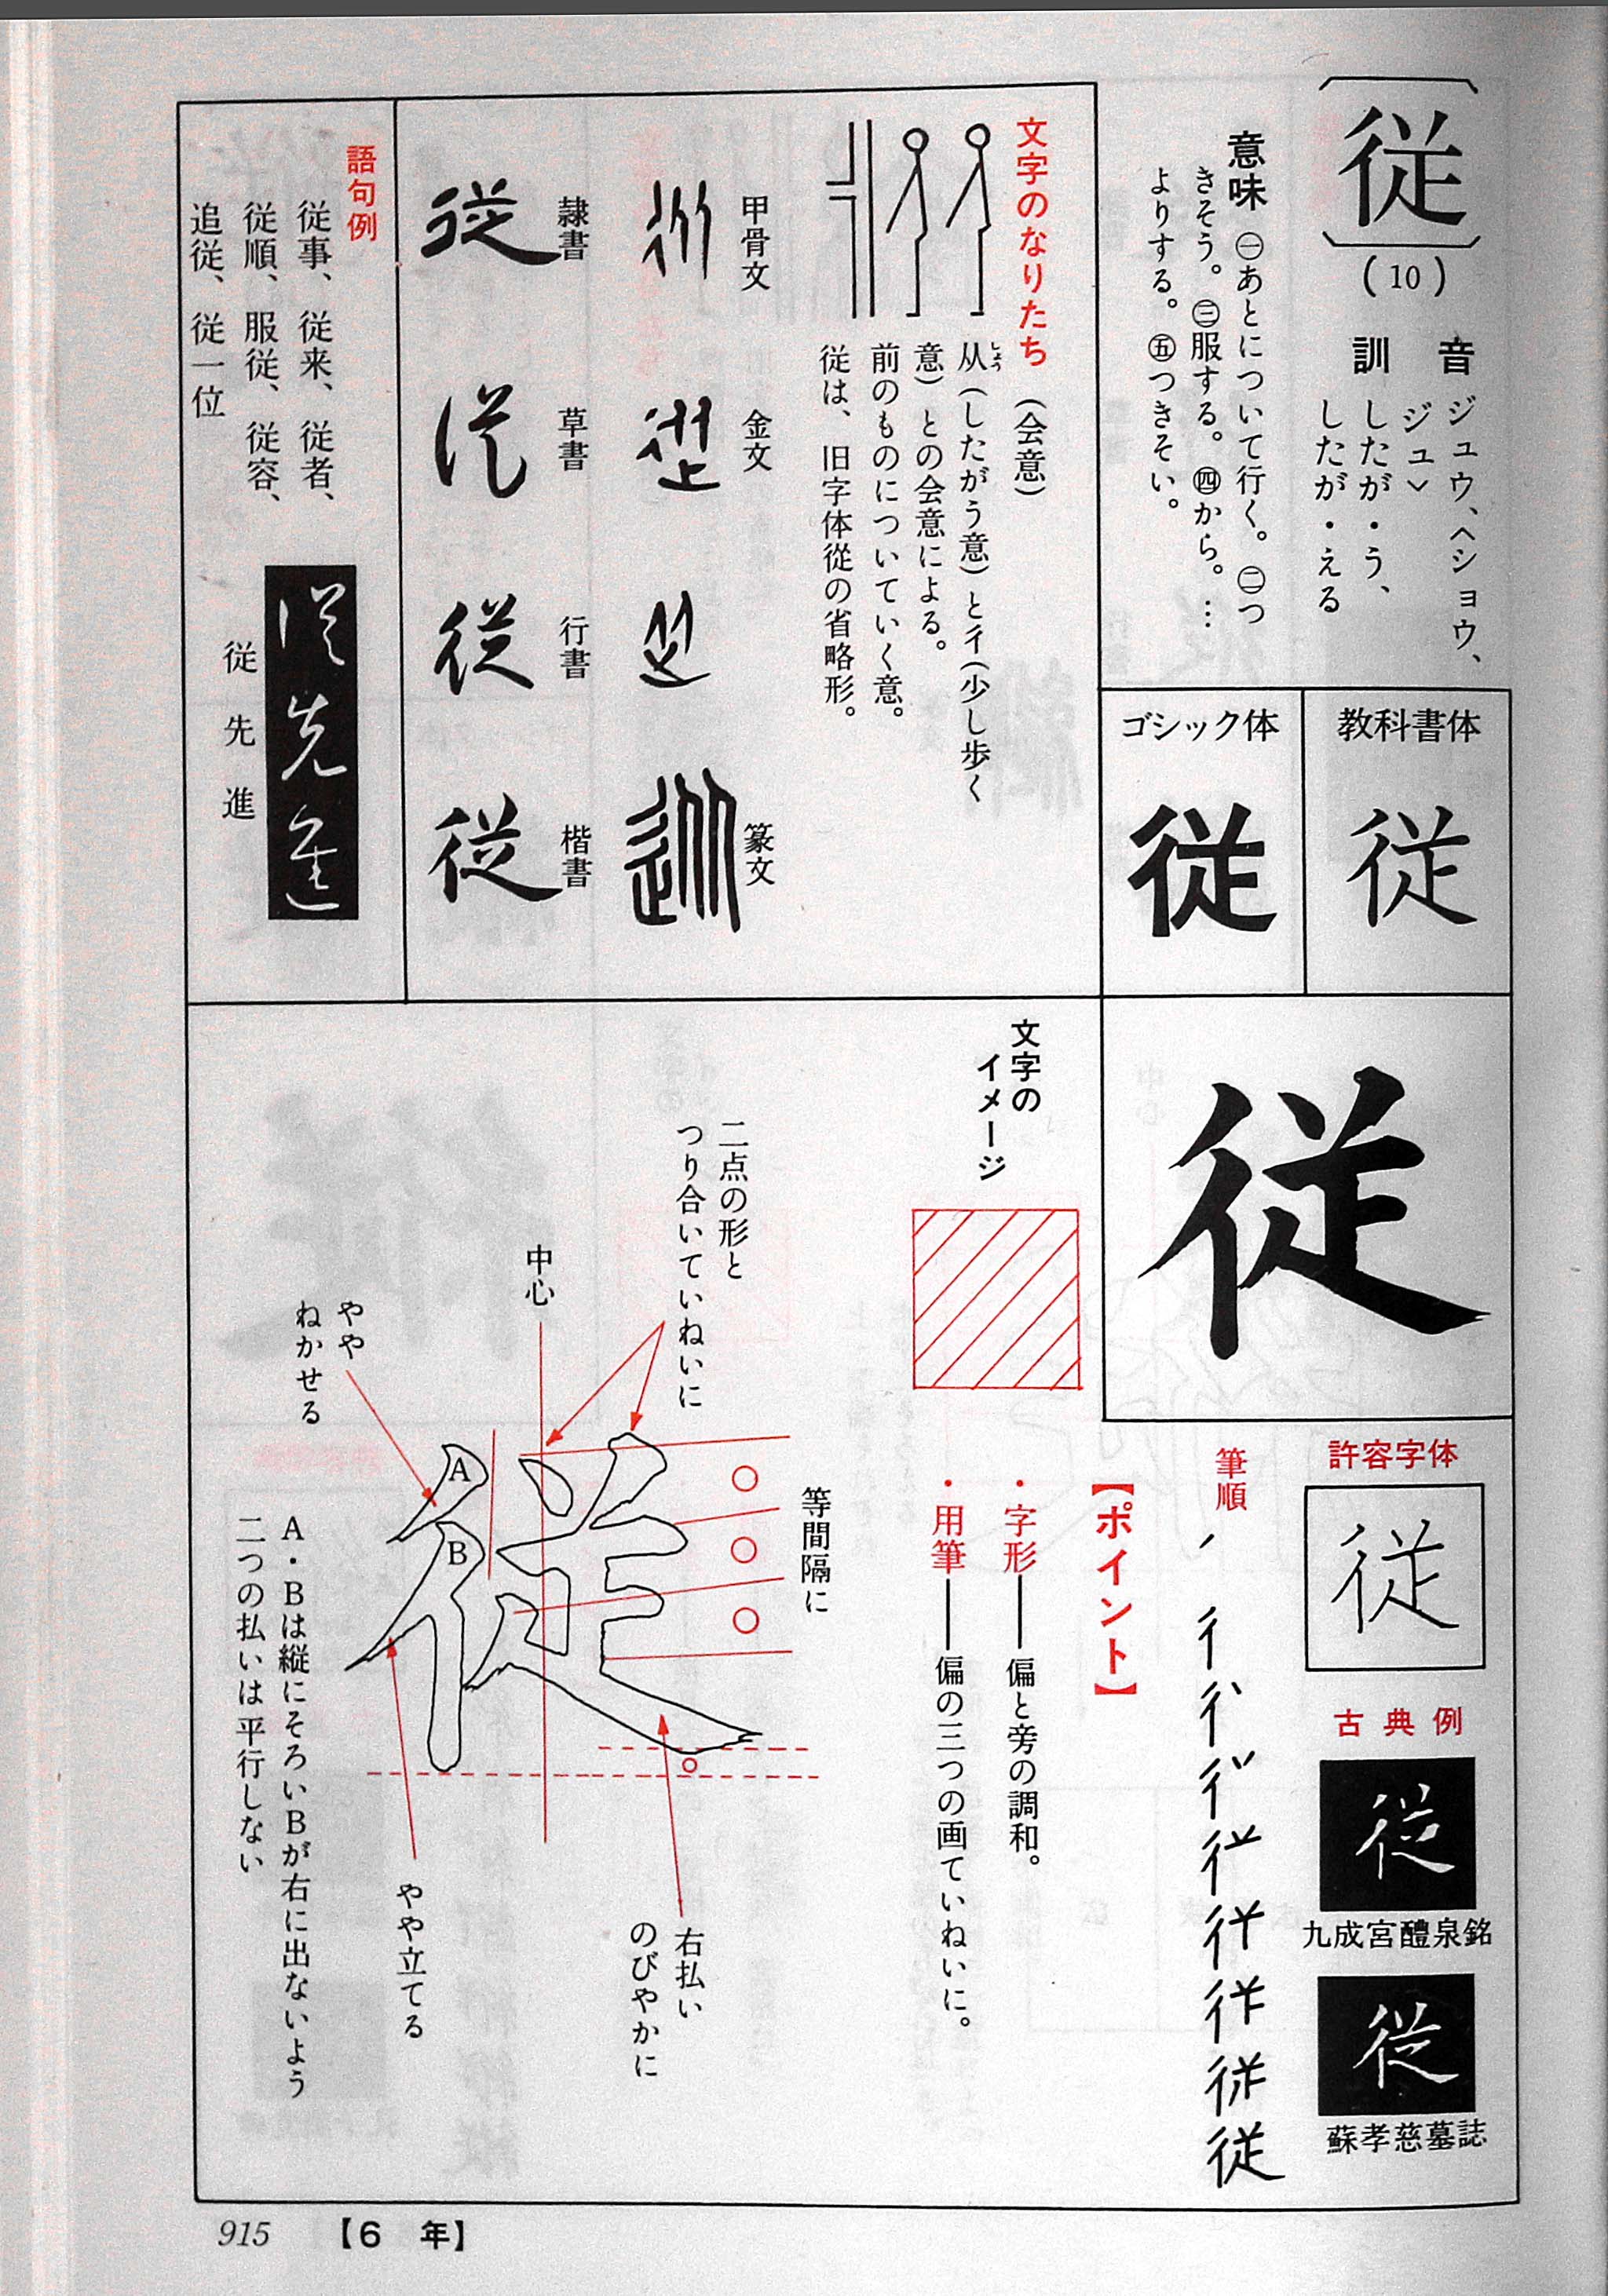 従
(10)
音 ジュウ、〈ショウ、
ジュ〉
訓 したが・う、
したが・える
意味 ㊀あとについて行く。㊁つ
きそう。㊂服する。㊃から。…
よりする。㊄つきそい。
教科書体
従
ゴシック体
従
文字のなりたち(会意)
从(したがう意)と彳(少し歩く
しょう
意)との会意による。
前のものについていく意。
従は、旧字体從の省略形。
甲骨文
金文
篆文
隷書
草書
行書
楷書
語句例
従事、従来、従者、
従順、服従、従容、
追従、従一位
従先進
従先進
従
許容字体
従
古典例
九成宮醴泉銘
蘇孝慈墓誌
筆順
従
【ポイント】
・字形——偏と旁の調和。
・用筆——偏の三つの画ていねいに。
文字の
イメージ
等間隔に
二点の形と
つり合いていねいに
中心
やや
ねかせる
A
B
右払い
のびやかに
やや立てる
A・Bは縦にそろいBが右に出ないよう
二つの払いは平行しない
915 【6 年】